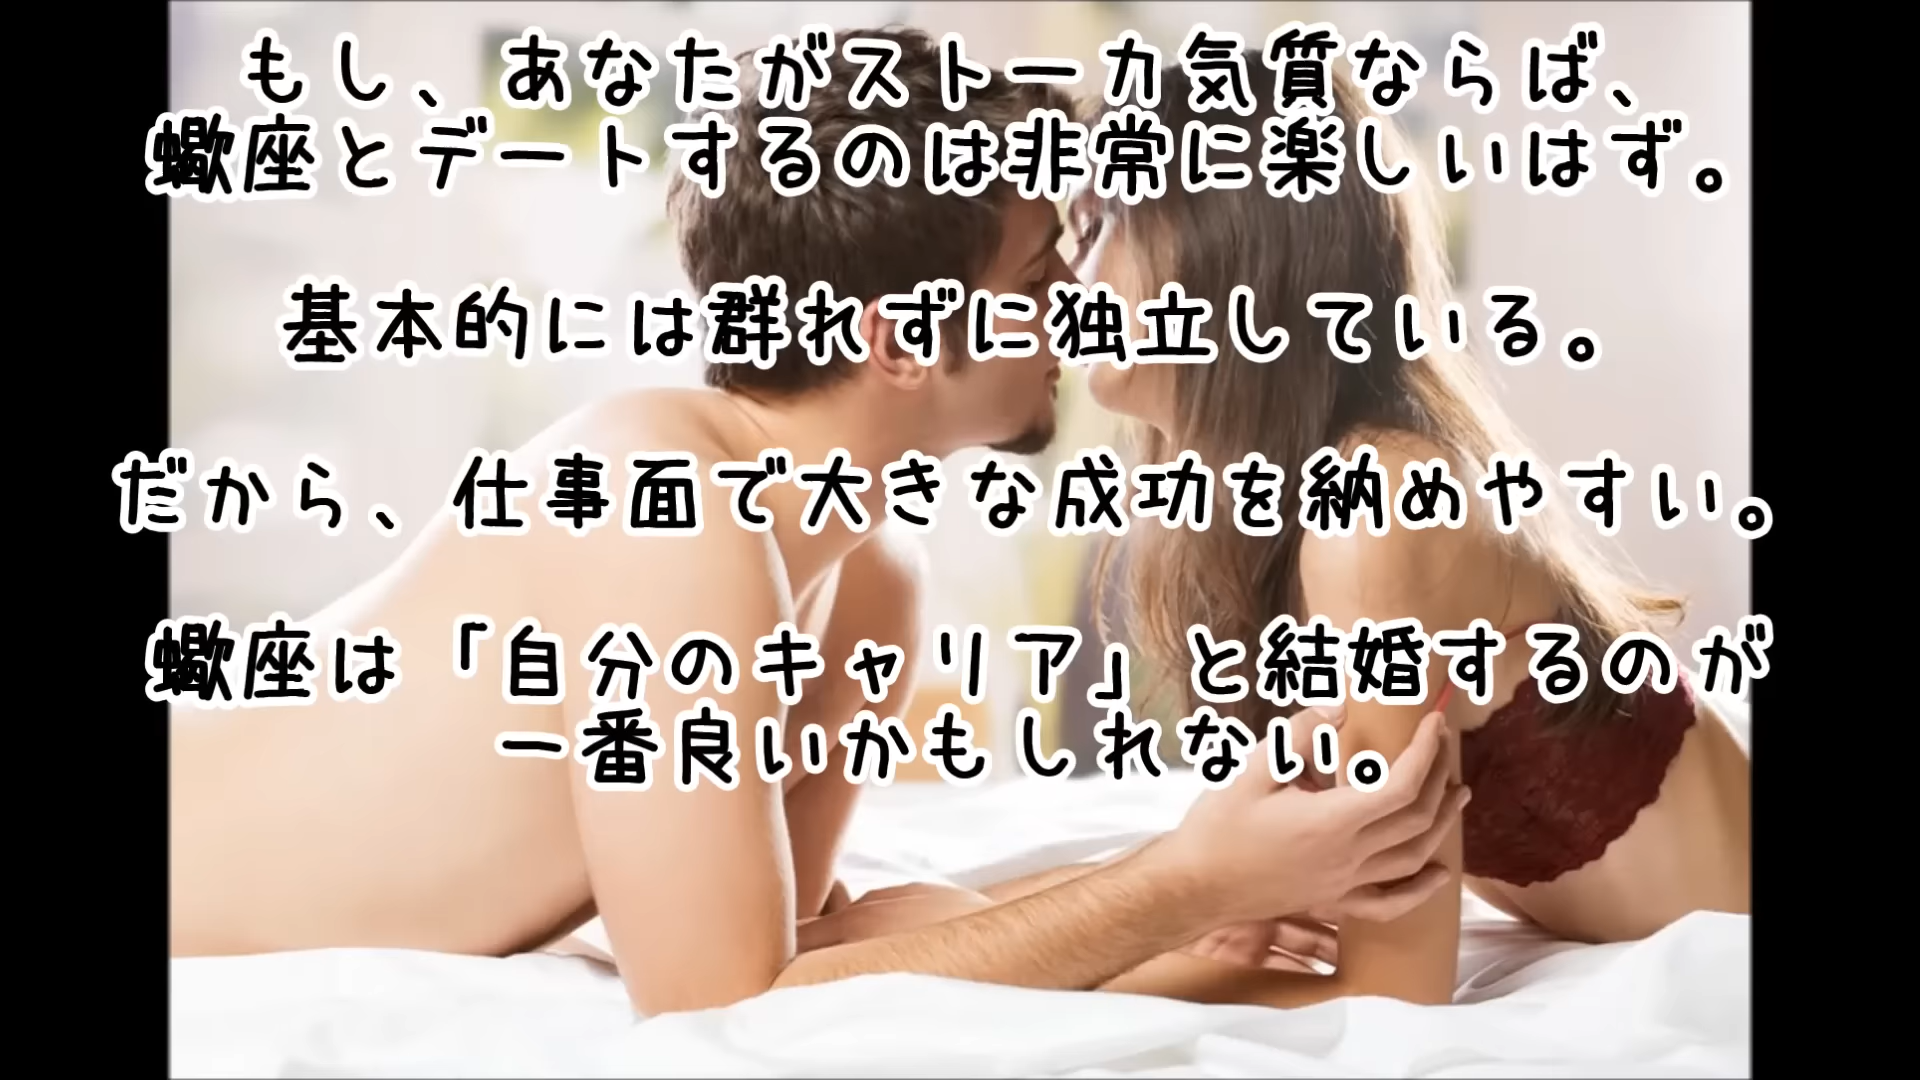 もし、あなたがストーカ気質ならば、
蠍座とデートするのは非常に楽しいはず。
基本的には群れずに独立している。
だから、仕事面で大きな成功を納めやすい。
蠍座は「自分のキャリア」と結婚するのが
一番良いかもしれない。